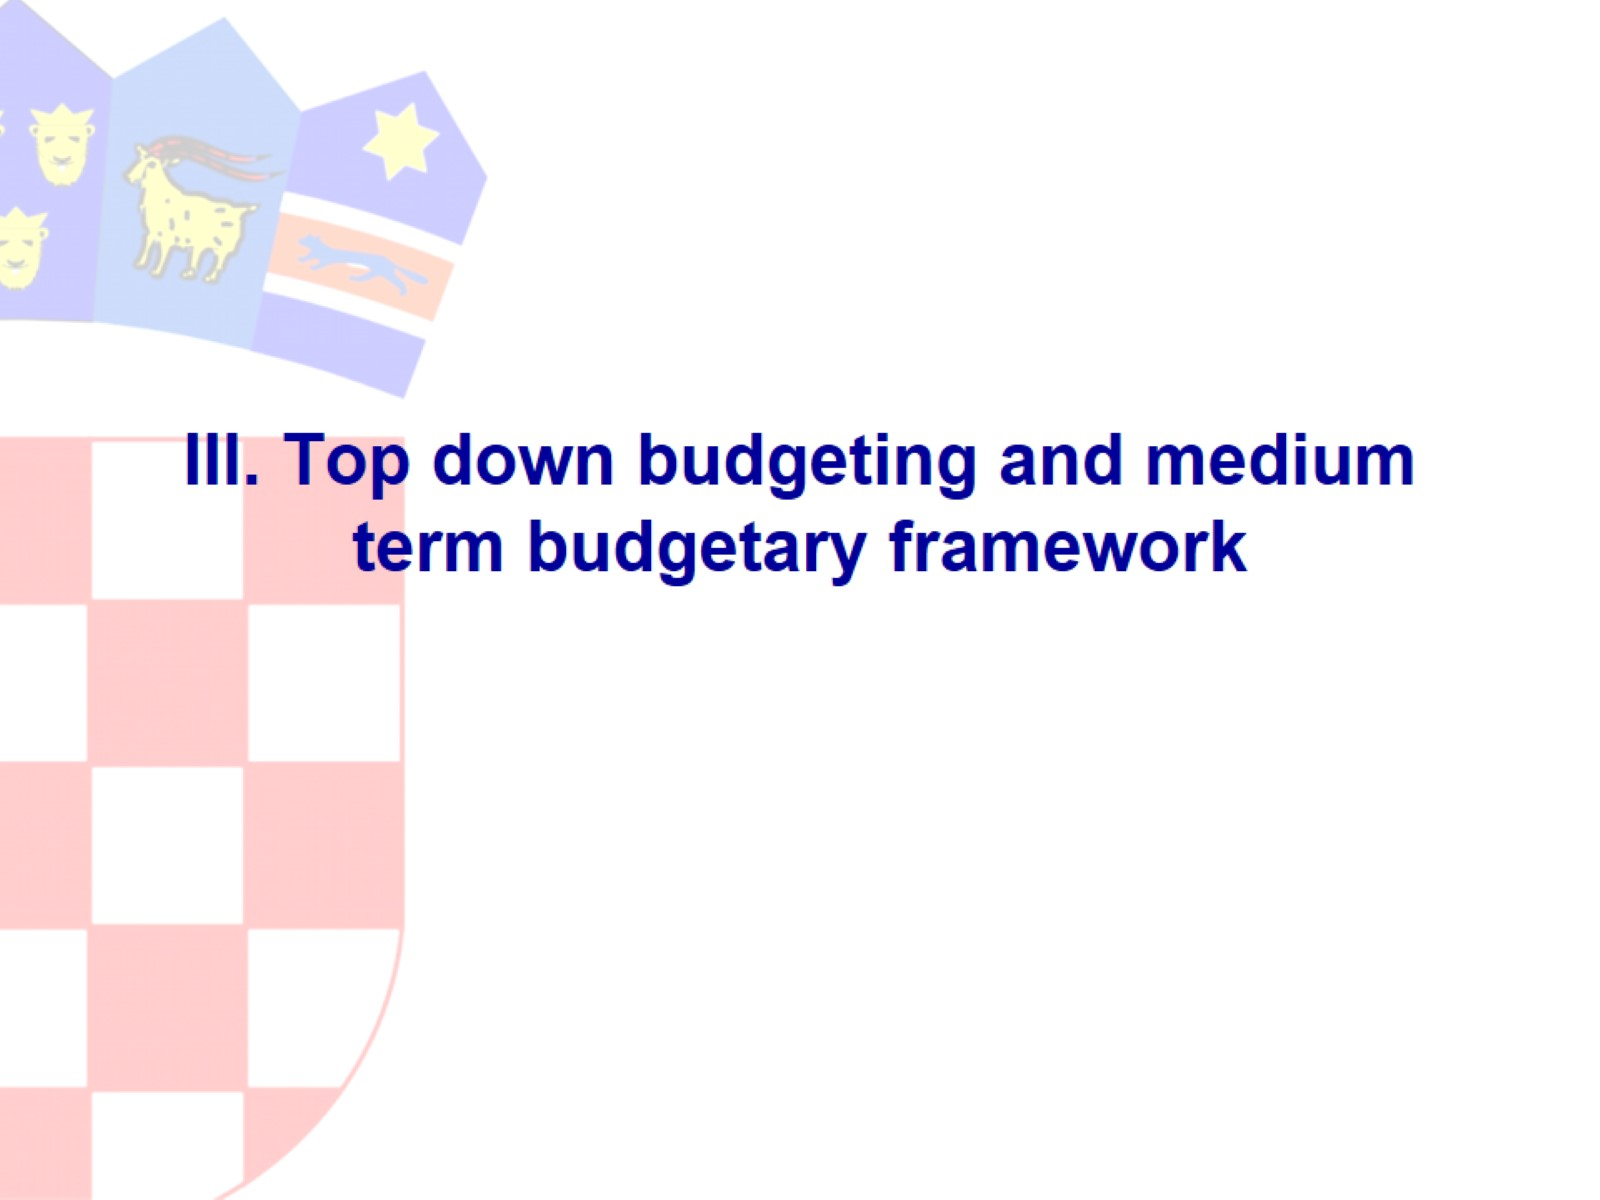 III. Top down budgeting and medium
term budgetary framework